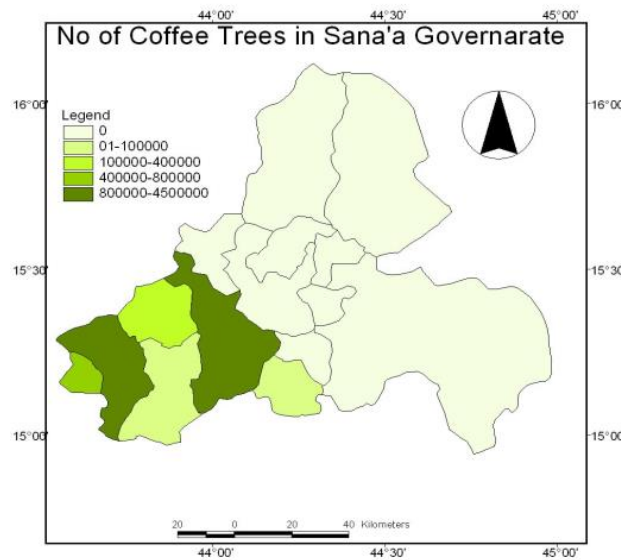 44°00' 44°30' 45°00'
No of Coffee Trees in Sana'a Governarate
16°00' 16°00'
Legend
0
01-100000
100000-400000
400000-800000
800000-4500000
15°30' 15°30'
15°00' 15°00'
20 0 20 40 Kilometers
44°00' 44°30' 45°00'